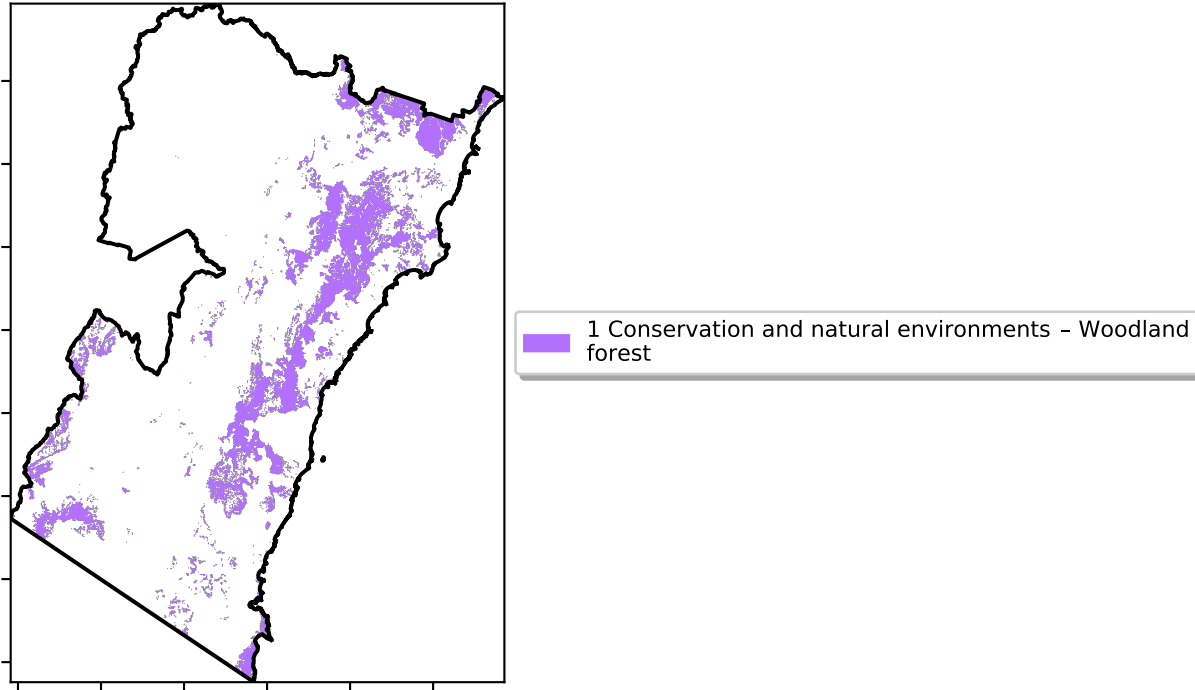 1 Conservation and natural environments – Woodland
forest